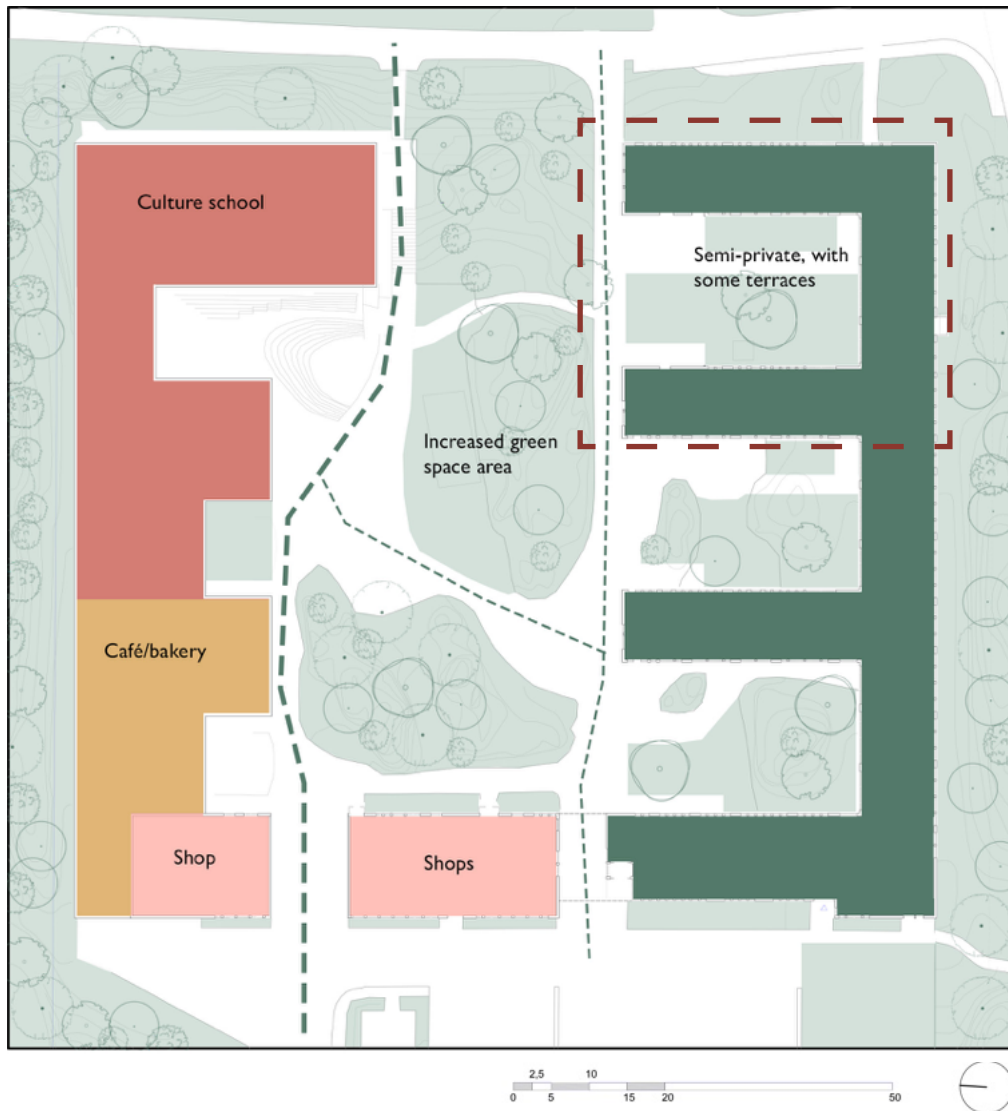 Culture school
Semi-private, with
some terraces
Increased green
space area
Café/bakery
Shop
Shops
2,5 10
0 5 15 20 50